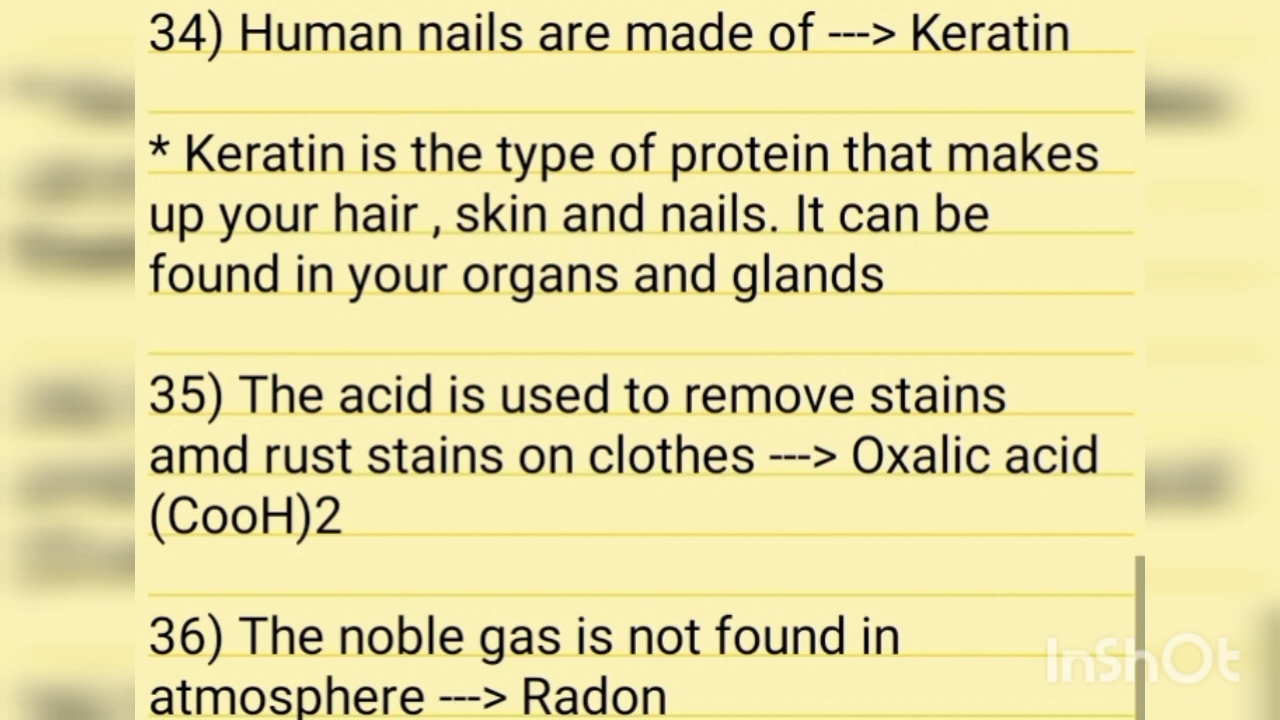 34) Human nails are made of ---> Keratin
* Keratin is the type of protein that makes
up your hair , skin and nails. It can be
found in your organs and glands
35) The acid is used to remove stains
amd rust stains on clothes ---> Oxalic acid
(CooH)2
36) The noble gas is not found in
atmosphere ---> Radon
InShOt